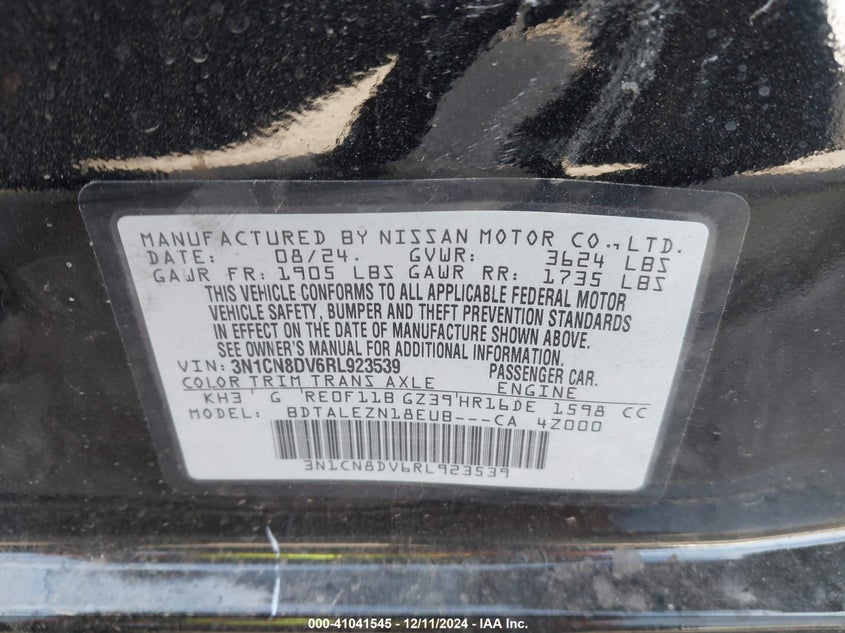 MANUFACTURED BY NISSAN MOTOR CO.,LTD.
DATE: 08/24. GVWR: 3624 LBS
GAWR FR: 1905 LBS GAWR RR: 1735 LBS
THIS VEHICLE CONFORMS TO ALL APPLICABLE FEDERAL MOTOR
VEHICLE SAFETY, BUMPER AND THEFT PREVENTION STANDARDS
IN EFFECT ON THE DATE OF MANUFACTURE SHOWN ABOVE.
SEE OWNER'S MANUAL FOR ADDITIONAL INFORMATION.
VIN: 3N1CN8DV6RL923539 PASSENGER CAR.
COLOR TRIM TRANS AXLE ENGINE
KH3 G RE0F11B GZ39 HR16DE 1598 CC
MODEL: BDTALEZN18EUB---CA 4Z000
3N1CN8DV6RL923539
000-41041545 - 12/11/2024 - IAA Inc.